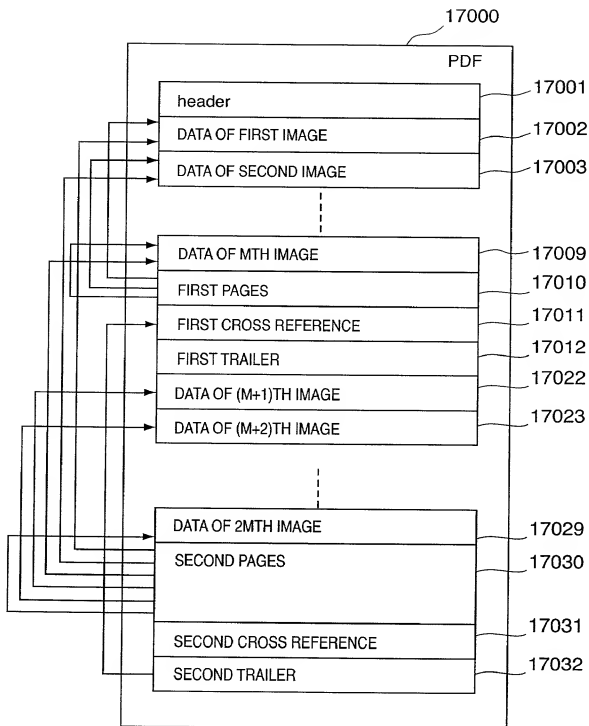 17000
PDF
header
17001
DATA OF FIRST IMAGE
17002
DATA OF SECOND IMAGE
17003
DATA OF MTH IMAGE
17009
FIRST PAGES
17010
FIRST CROSS REFERENCE
17011
FIRST TRAILER
17012
DATA OF (M+1)TH IMAGE
17022
DATA OF (M+2)TH IMAGE
17023
DATA OF 2MTH IMAGE
17029
SECOND PAGES
17030
SECOND CROSS REFERENCE
17031
SECOND TRAILER
17032